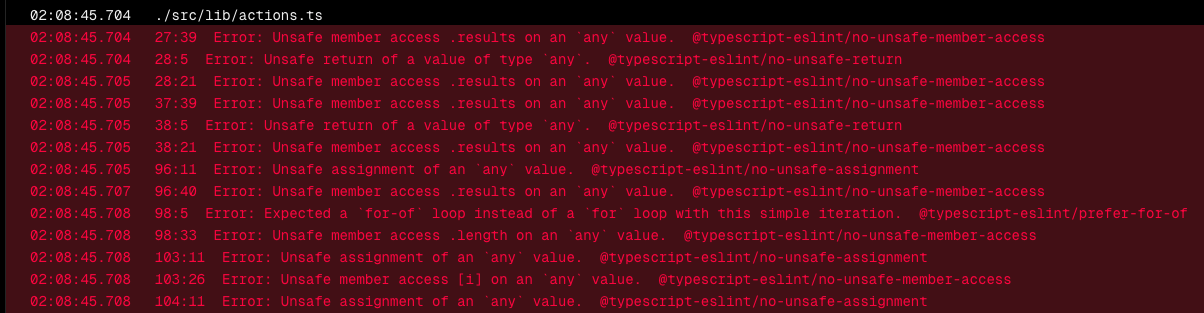 02:08:45.704 ./src/lib/actions.ts
02:08:45.704 27:39 Error: Unsafe member access .results on an `any` value. @typescript-eslint/no-unsafe-member-access
02:08:45.704 28:5 Error: Unsafe return of a value of type `any`. @typescript-eslint/no-unsafe-return
02:08:45.705 28:21 Error: Unsafe member access .results on an `any` value. @typescript-eslint/no-unsafe-member-access
02:08:45.705 37:39 Error: Unsafe member access .results on an `any` value. @typescript-eslint/no-unsafe-member-access
02:08:45.705 38:5 Error: Unsafe return of a value of type `any`. @typescript-eslint/no-unsafe-return
02:08:45.705 38:21 Error: Unsafe member access .results on an `any` value. @typescript-eslint/no-unsafe-member-access
02:08:45.705 96:11 Error: Unsafe assignment of an `any` value. @typescript-eslint/no-unsafe-assignment
02:08:45.707 96:40 Error: Unsafe member access .results on an `any` value. @typescript-eslint/no-unsafe-member-access
02:08:45.708 98:5 Error: Expected a `for-of` loop instead of a `for` loop with this simple iteration. @typescript-eslint/prefer-for-of
02:08:45.708 98:33 Error: Unsafe member access .length on an `any` value. @typescript-eslint/no-unsafe-member-access
02:08:45.708 103:11 Error: Unsafe assignment of an `any` value. @typescript-eslint/no-unsafe-assignment
02:08:45.708 103:26 Error: Unsafe member access [i] on an `any` value. @typescript-eslint/no-unsafe-member-access
02:08:45.708 104:11 Error: Unsafe assignment of an `any` value. @typescript-eslint/no-unsafe-assignment